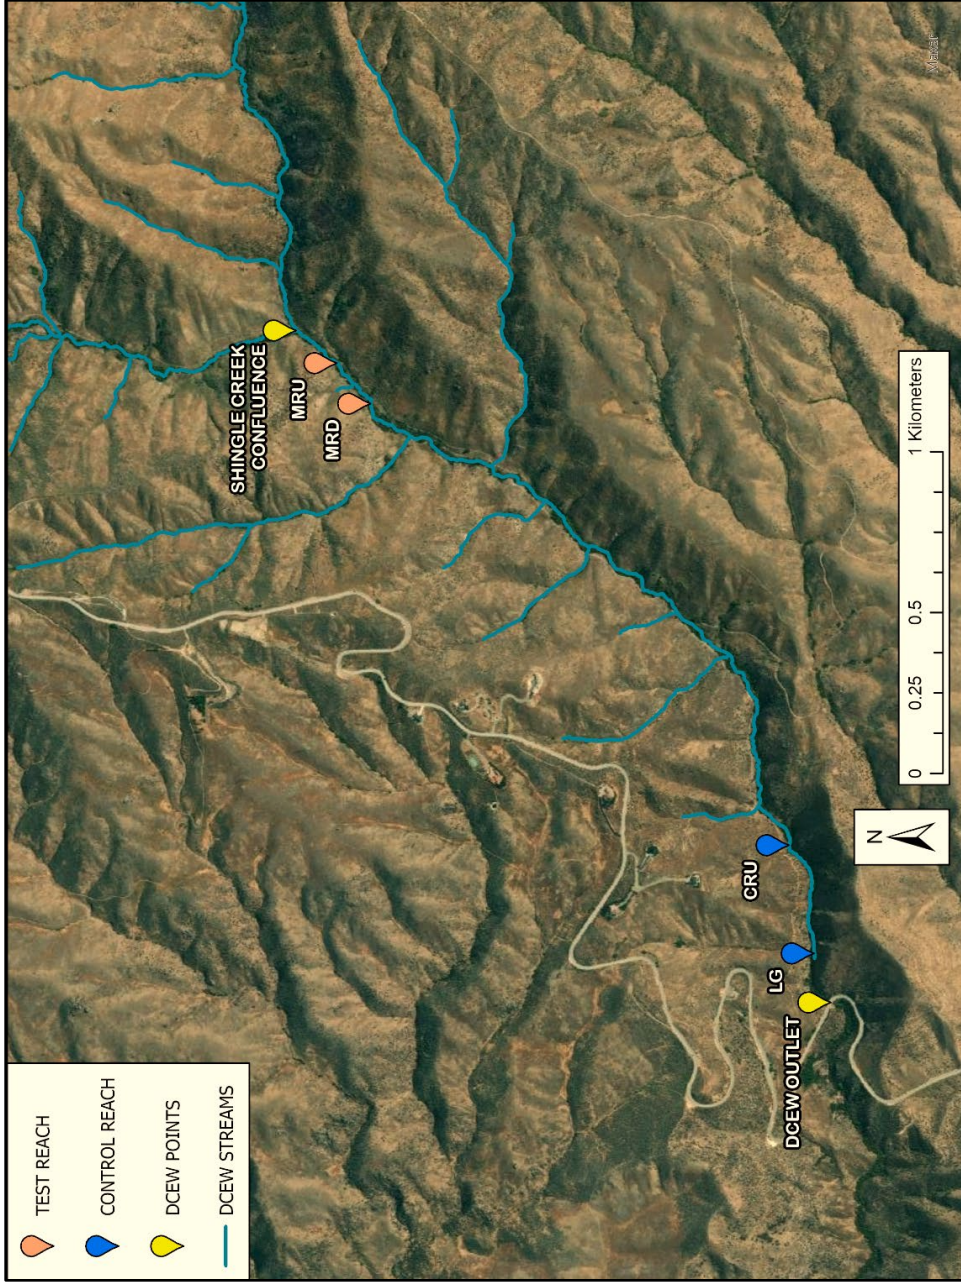 TEST REACH
CONTROL REACH
DCEW POINTS
DCEW STREAMS
SHINGLE CREEK
CONFLUENCE
MRU
MRD
CRU
LG
DCEW OUTLET
N
0 0.25 0.5 1 Kilometers
Maxar